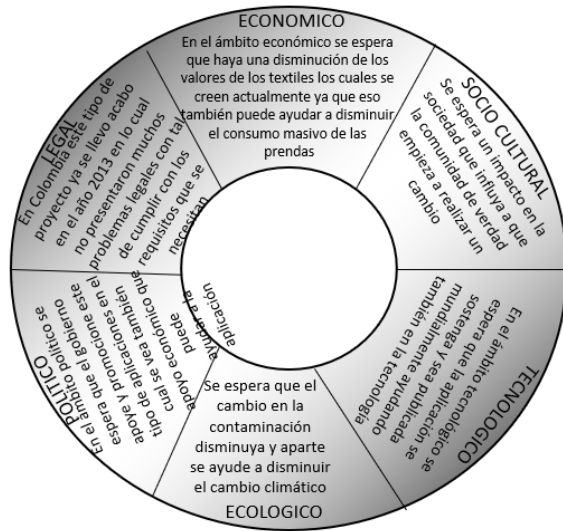 ECONOMICO
En el ámbito económico se espera
que haya una disminución de los
valores de los textiles los cuales se
creen actualmente ya que eso
también puede ayudar a disminuir
el consumo masivo de las
prendas
SOCIO CULTURAL
Se espera un impacto en la
sociedad que influya a que
la comunidad de verdad
empieza a realizar un
cambio
TECNOLOGICO
En el ámbito tecnológico se
espera que la aplicación se
sostenga y sea publicada
mundialmente ayudando
también en la tecnología
Se espera que el
cambio en la
contaminación
disminuya y aparte
se ayude a disminuir
el cambio climático
ECOLOGICO
POLITICO
En el ámbito político se
espera que el gobierno
apoye y promocione este
tipo de aplicaciones en el
cual se vea también
apoyo económico que
puede
ayudar a la
aplicación
LEGAL
En Colombia este tipo de
proyecto ya se llevo acabo
en el año 2013 en lo cual
no presentaron muchos
problemas legales con tal
de cumplir con los
requisitos que se
necesitan